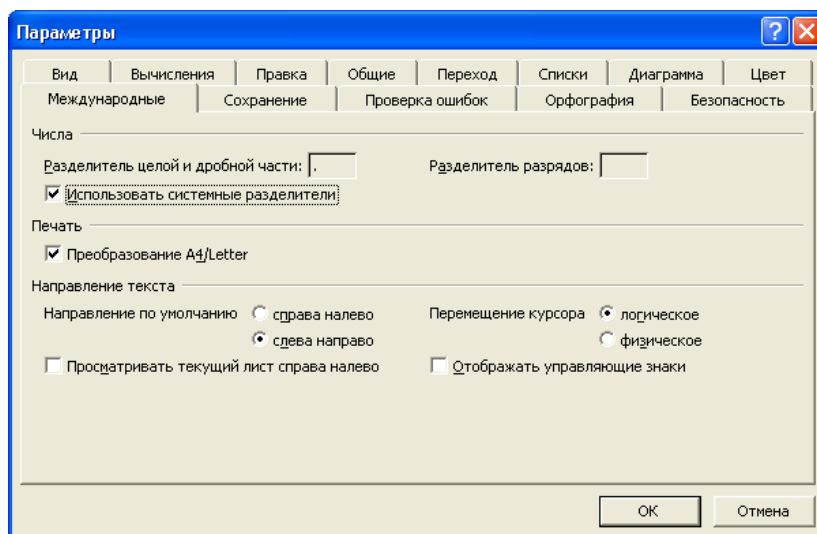 Параметры
Вид Вычисления Правка Общие Переход Списки Диаграмма Цвет
Международные Сохранение Проверка ошибок Орфография Безопасность
Числа
Разделитель целой и дробной части: . Разделитель разрядов:
Использовать системные разделители
Печать
Преобразование A4/Letter
Направление текста
Направление по умолчанию справа налево Перемещение курсора логическое
слева направо физическое
Просматривать текущий лист справа налево Отображать управляющие знаки
ОК Отмена